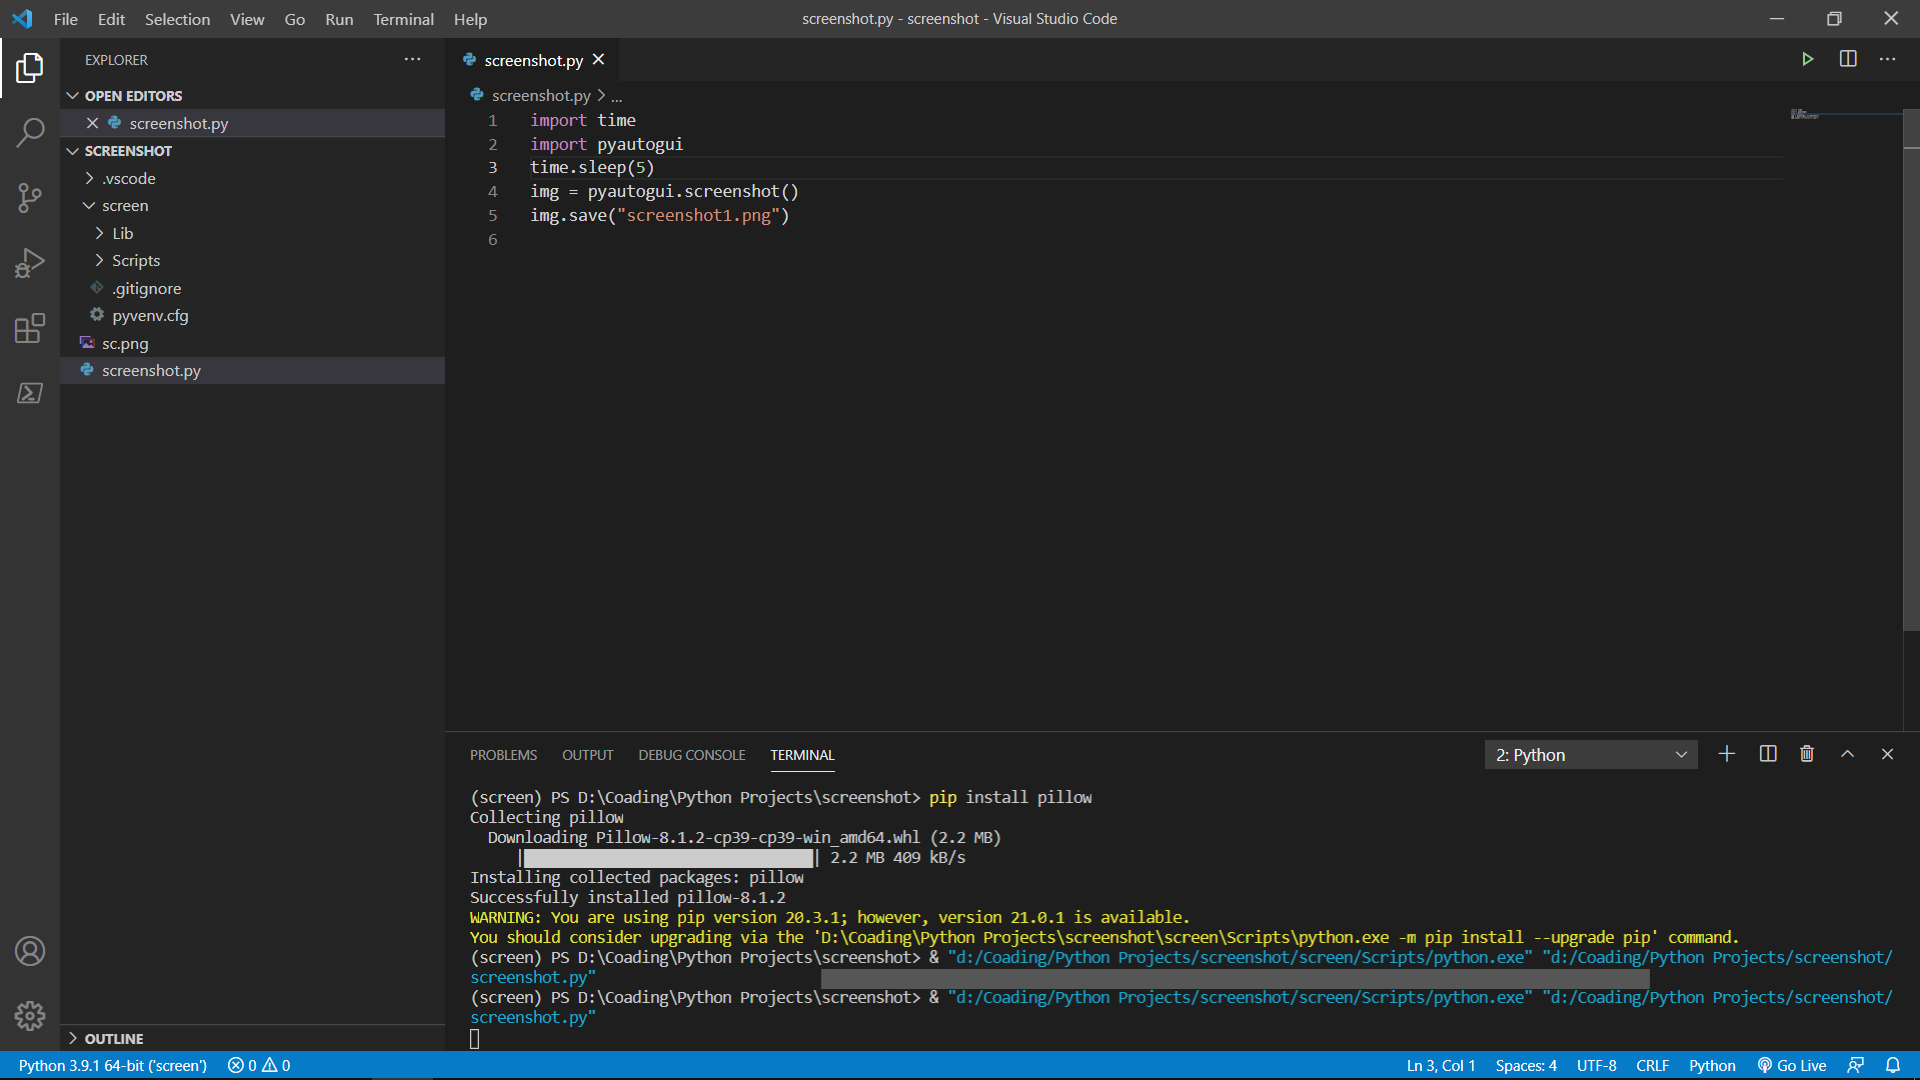 File Edit Selection View Go Run Terminal Help
screenshot.py - screenshot - Visual Studio Code
EXPLORER
OPEN EDITORS
screenshot.py
SCREENSHOT
.vscode
screen
Lib
Scripts
.gitignore
pyvenv.cfg
sc.png
screenshot.py
OUTLINE
screenshot.py
screenshot.py > ...
1 import time
2 import pyautogui
3 time.sleep(5)
4 img = pyautogui.screenshot()
5 img.save("screenshot1.png")
6
PROBLEMS OUTPUT DEBUG CONSOLE TERMINAL
2: Python
(screen) PS D:\Coading\Python Projects\screenshot> pip install pillow
Collecting pillow
Downloading Pillow-8.1.2-cp39-cp39-win_amd64.whl (2.2 MB)
| | 2.2 MB 409 kB/s
Installing collected packages: pillow
Successfully installed pillow-8.1.2
WARNING: You are using pip version 20.3.1; however, version 21.0.1 is available.
You should consider upgrading via the 'D:\Coading\Python Projects\screenshot\screen\Scripts\python.exe -m pip install --upgrade pip' command.
(screen) PS D:\Coading\Python Projects\screenshot> & "d:/Coading/Python Projects/screenshot/screen/Scripts/python.exe" "d:/Coading/Python Projects/screenshot/
screenshot.py"
(screen) PS D:\Coading\Python Projects\screenshot> & "d:/Coading/Python Projects/screenshot/screen/Scripts/python.exe" "d:/Coading/Python Projects/screenshot/
screenshot.py"
Python 3.9.1 64-bit ('screen') 0 0 Ln 3, Col 1 Spaces: 4 UTF-8 CRLF Python Go Live